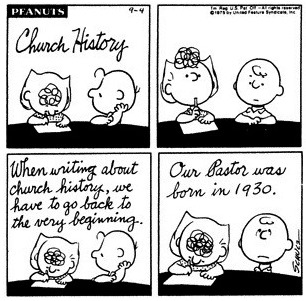 PEANUTS
9-4
Church History
Tm. Reg. U.S. Pat. Off.—All rights reserved
©1975 by United Feature Syndicate, Inc.
When writing about
church history, we
have to go back to
the very beginning.
Our Pastor was
born in 1930.
SCHULZ